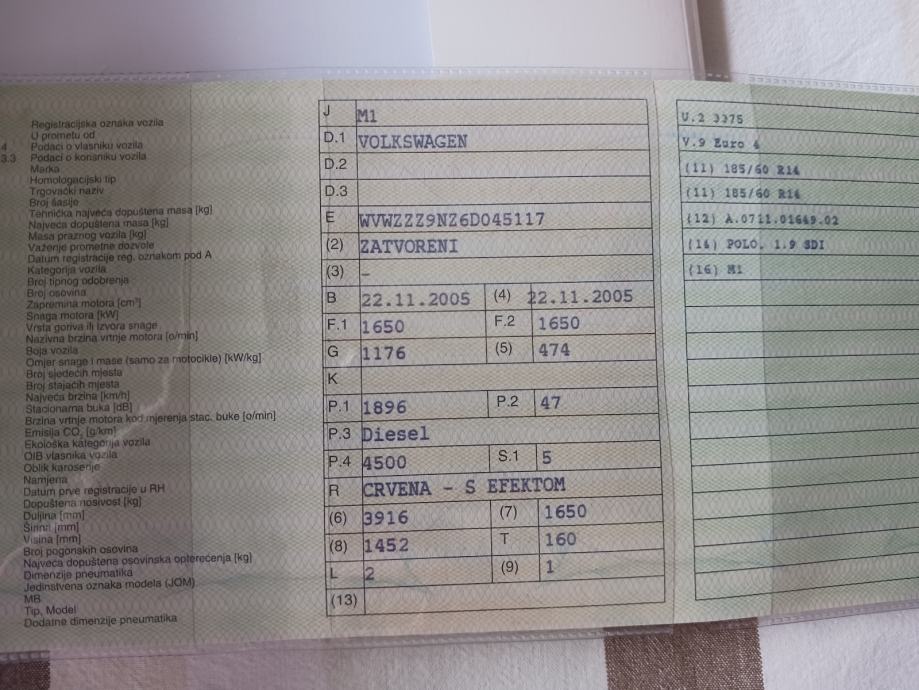 Registracijska oznaka vozila
U prometu od
4 Podaci o vlasniku vozila
3.3 Podaci o korisniku vozila
Marka
Homologacijski tip
Trgovački naziv
Broj šasije
Tehnička najveća dopuštena masa [kg]
Najveća dopuštena masa [kg]
Masa praznog vozila [kg]
Važenje prometne dozvole
Datum registracije reg. oznakom pod A
Kategorija vozila
Broj tipnog odobrenja
Broj osovina
Zapremina motora [cm³]
Snaga motora [kW]
Vrsta goriva ili izvora snage
Nazivna brzina vrtnje motora [o/min]
Boja vozila
Omjer snage i mase (samo za motocikle) [kW/kg]
Broj sjedećih mjesta
Broj stajaćih mjesta
Najveća brzina [km/h]
Stacionarna buka [dB]
Brzina vrtnje motora kod mjerenja stac. buke [o/min]
Emisija CO₂ [g/km]
Ekološka kategorija vozila
OIB vlasnika vozila
Oblik karoserije
Namjena
Datum prve registracije u RH
Dopuštena nosivost [kg]
Duljina [mm]
Širina [mm]
Visina [mm]
Broj pogonskih osovina
Najveća dopuštena osovinska opterećenja [kg]
Dimenzije pneumatika
Jedinstvena oznaka modela (JOM)
MB
Tip, Model
Dodatne dimenzije pneumatika
J M1
D.1 VOLKSWAGEN
D.2
D.3
E WVWZZZ9NZ6D045117
(2) ZATVORENI
(3) –
B 22.11.2005 (4) 22.11.2005
F.1 1650 F.2 1650
G 1176 (5) 474
K
P.1 1896 P.2 47
P.3 Diesel
P.4 4500 S.1 5
R CRVENA - S EFEKTOM
(6) 3916 (7) 1650
(8) 1452 T 160
L 2 (9) 1
(13)
U.2 3375
V.9 Euro 4
(11) 185/60 R14
(11) 185/60 R14
(12) A.0711.01649.02
(14) POLO. 1.9 SDI
(16) M1